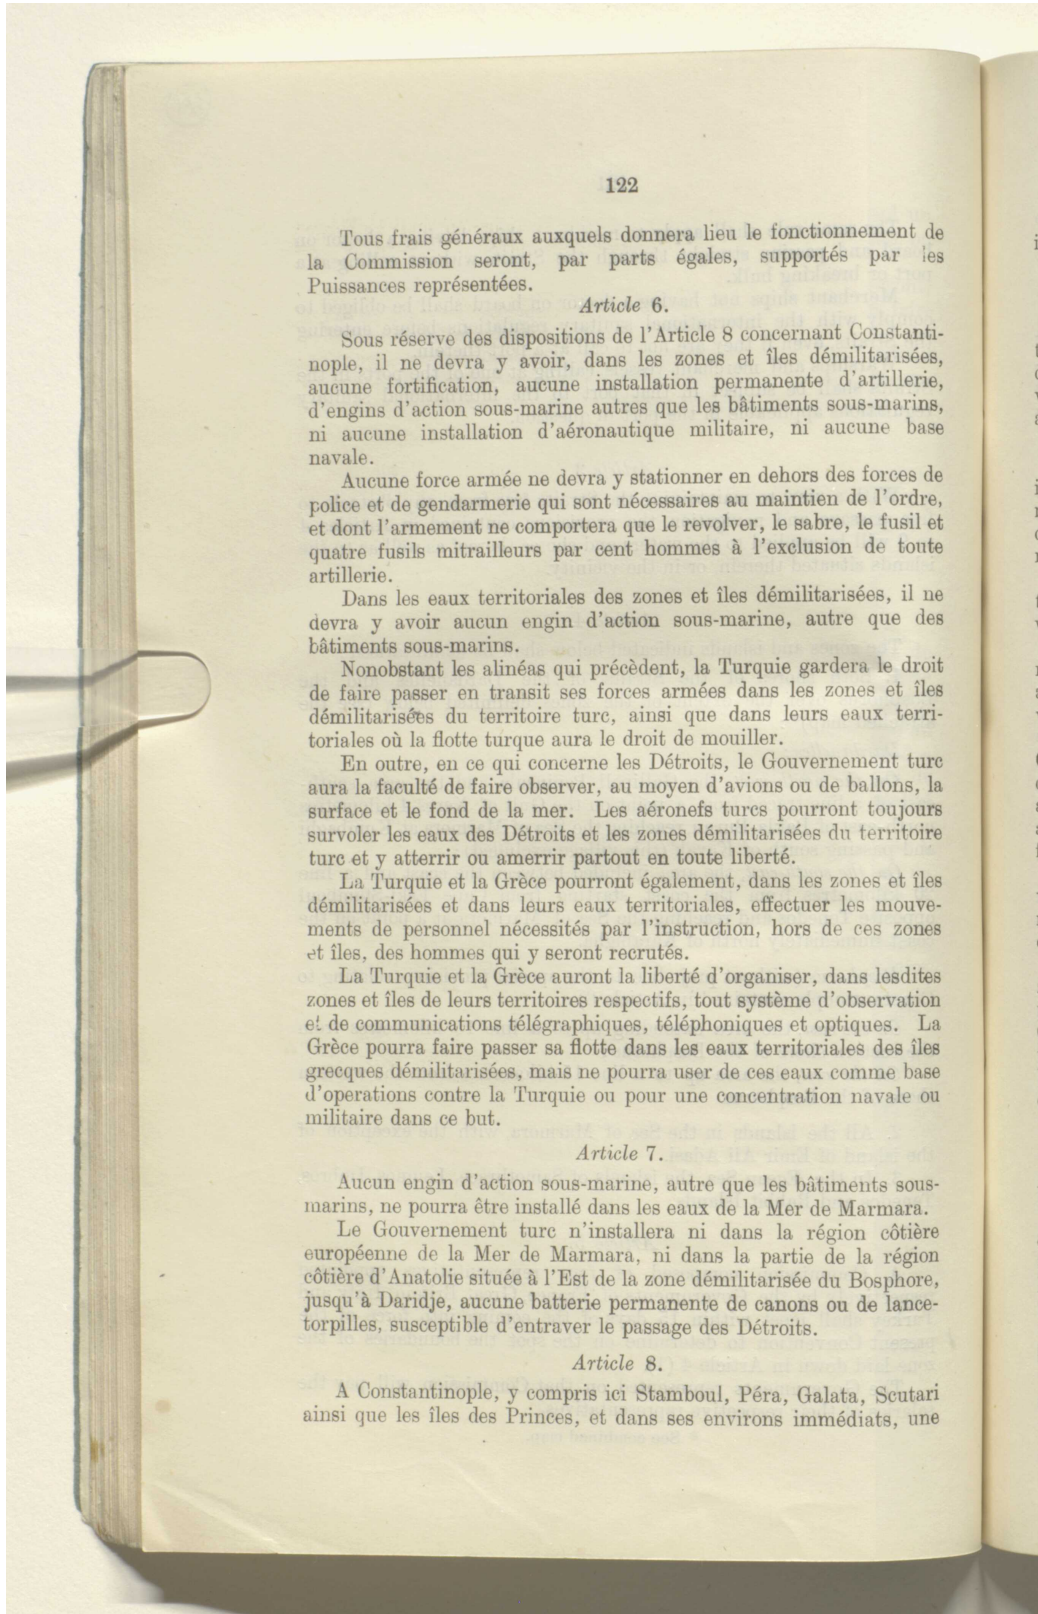 122
Tous frais généraux auxquels donnera lieu le fonctionnement de
la Commission seront, par parts égales, supportés par les
Puissances représentées.
Article 6.
Sous réserve des dispositions de l'Article 8 concernant Constanti-
nople, il ne devra y avoir, dans les zones et îles démilitarisées,
aucune fortification, aucune installation permanente d'artillerie,
d'engins d'action sous-marine autres que les bâtiments sous-marins,
ni aucune installation d'aéronautique militaire, ni aucune base
navale.
Aucune force armée ne devra y stationner en dehors des forces de
police et de gendarmerie qui sont nécessaires au maintien de l'ordre,
et dont l'armement ne comportera que le revolver, le sabre, le fusil et
quatre fusils mitrailleurs par cent hommes à l'exclusion de toute
artillerie.
Dans les eaux territoriales des zones et îles démilitarisées, il ne
devra y avoir aucun engin d'action sous-marine, autre que des
bâtiments sous-marins.
Nonobstant les alinéas qui précèdent, la Turquie gardera le droit
de faire passer en transit ses forces armées dans les zones et îles
démilitarisées du territoire turc, ainsi que dans leurs eaux terri-
toriales où la flotte turque aura le droit de mouiller.
En outre, en ce qui concerne les Détroits, le Gouvernement turc
aura la faculté de faire observer, au moyen d'avions ou de ballons, la
surface et le fond de la mer. Les aéronefs turcs pourront toujours
survoler les eaux des Détroits et les zones démilitarisées du territoire
turc et y atterrir ou amerrir partout en toute liberté.
La Turquie et la Grèce pourront également, dans les zones et îles
démilitarisées et dans leurs eaux territoriales, effectuer les mouve-
ments de personnel nécessités par l'instruction, hors de ces zones
et îles, des hommes qui y seront recrutés.
La Turquie et la Grèce auront la liberté d'organiser, dans lesdites
zones et îles de leurs territoires respectifs, tout système d'observation
et de communications télégraphiques, téléphoniques et optiques. La
Grèce pourra faire passer sa flotte dans les eaux territoriales des îles
grecques démilitarisées, mais ne pourra user de ces eaux comme base
d'operations contre la Turquie ou pour une concentration navale ou
militaire dans ce but.
Article 7.
Aucun engin d'action sous-marine, autre que les bâtiments sous-
marins, ne pourra être installé dans les eaux de la Mer de Marmara.
Le Gouvernement turc n'installera ni dans la région côtière
européenne de la Mer de Marmara, ni dans la partie de la région
côtière d'Anatolie située à l'Est de la zone démilitarisée du Bosphore,
jusqu'à Daridje, aucune batterie permanente de canons ou de lance-
torpilles, susceptible d'entraver le passage des Détroits.
Article 8.
A Constantinople, y compris ici Stamboul, Péra, Galata, Scutari
ainsi que les îles des Princes, et dans ses environs immédiats, une